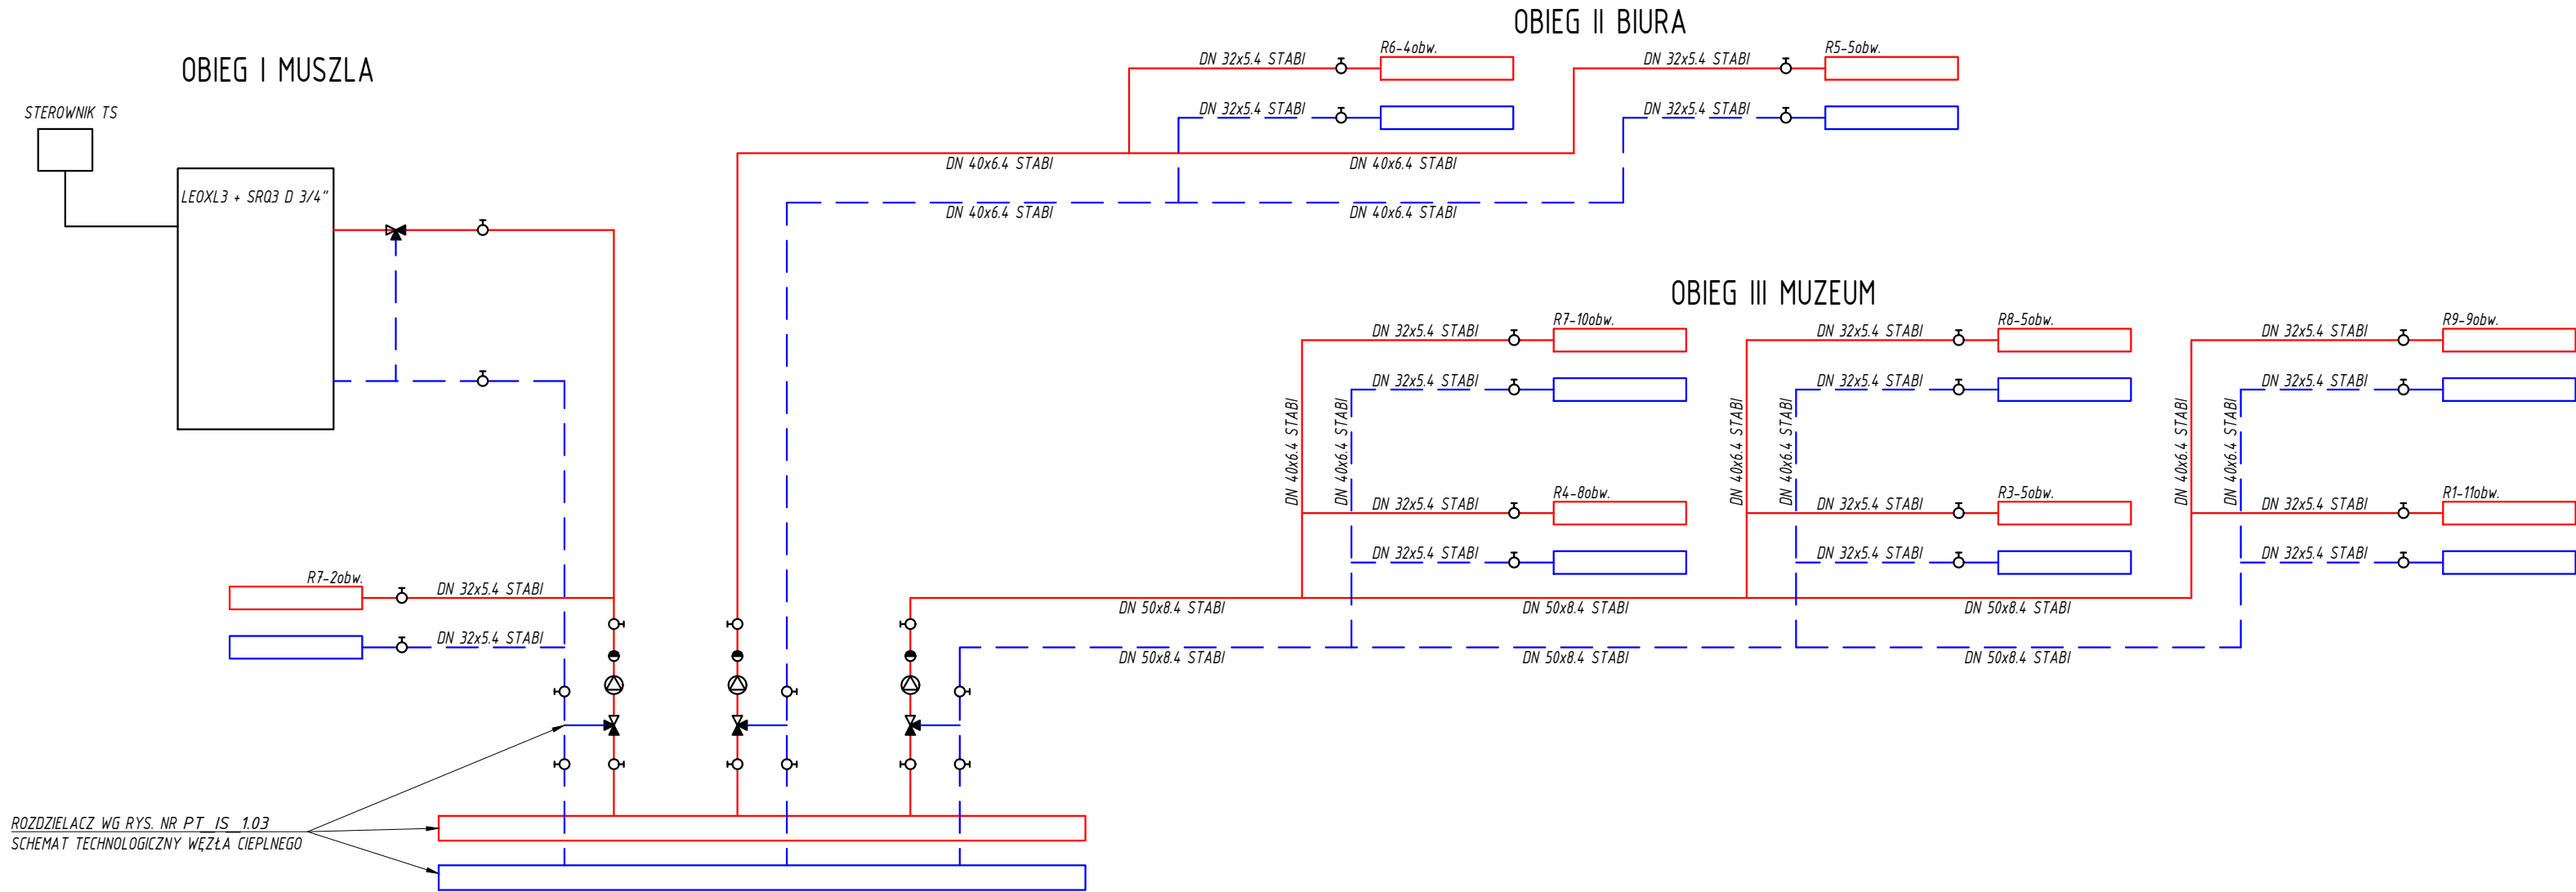 OBIEG II BIURA
OBIEG I MUSZLA
STEROWNIK TS
LEOXL3 + SRQ3 D 3/4"
DN 32x5.4 STABI
R6-4obw.
DN 32x5.4 STABI
R5-5obw.
DN 32x5.4 STABI
DN 32x5.4 STABI
DN 40x6.4 STABI
DN 40x6.4 STABI
DN 40x6.4 STABI
DN 40x6.4 STABI
OBIEG III MUZEUM
DN 32x5.4 STABI
R7-10obw.
DN 32x5.4 STABI
R8-5obw.
DN 32x5.4 STABI
R9-9obw.
DN 32x5.4 STABI
DN 32x5.4 STABI
DN 32x5.4 STABI
DN 40x6.4 STABI
DN 40x6.4 STABI
DN 40x6.4 STABI
DN 40x6.4 STABI
DN 40x6.4 STABI
DN 40x6.4 STABI
DN 32x5.4 STABI
R4-8obw.
DN 32x5.4 STABI
R3-5obw.
DN 32x5.4 STABI
R1-11obw.
DN 32x5.4 STABI
DN 32x5.4 STABI
DN 32x5.4 STABI
R7-2obw.
DN 32x5.4 STABI
DN 32x5.4 STABI
DN 50x8.4 STABI
DN 50x8.4 STABI
DN 50x8.4 STABI
DN 50x8.4 STABI
DN 50x8.4 STABI
DN 50x8.4 STABI
ROZDZIELACZ WG RYS. NR PT_IS_1.03
SCHEMAT TECHNOLOGICZNY WĘZŁA CIEPLNEGO